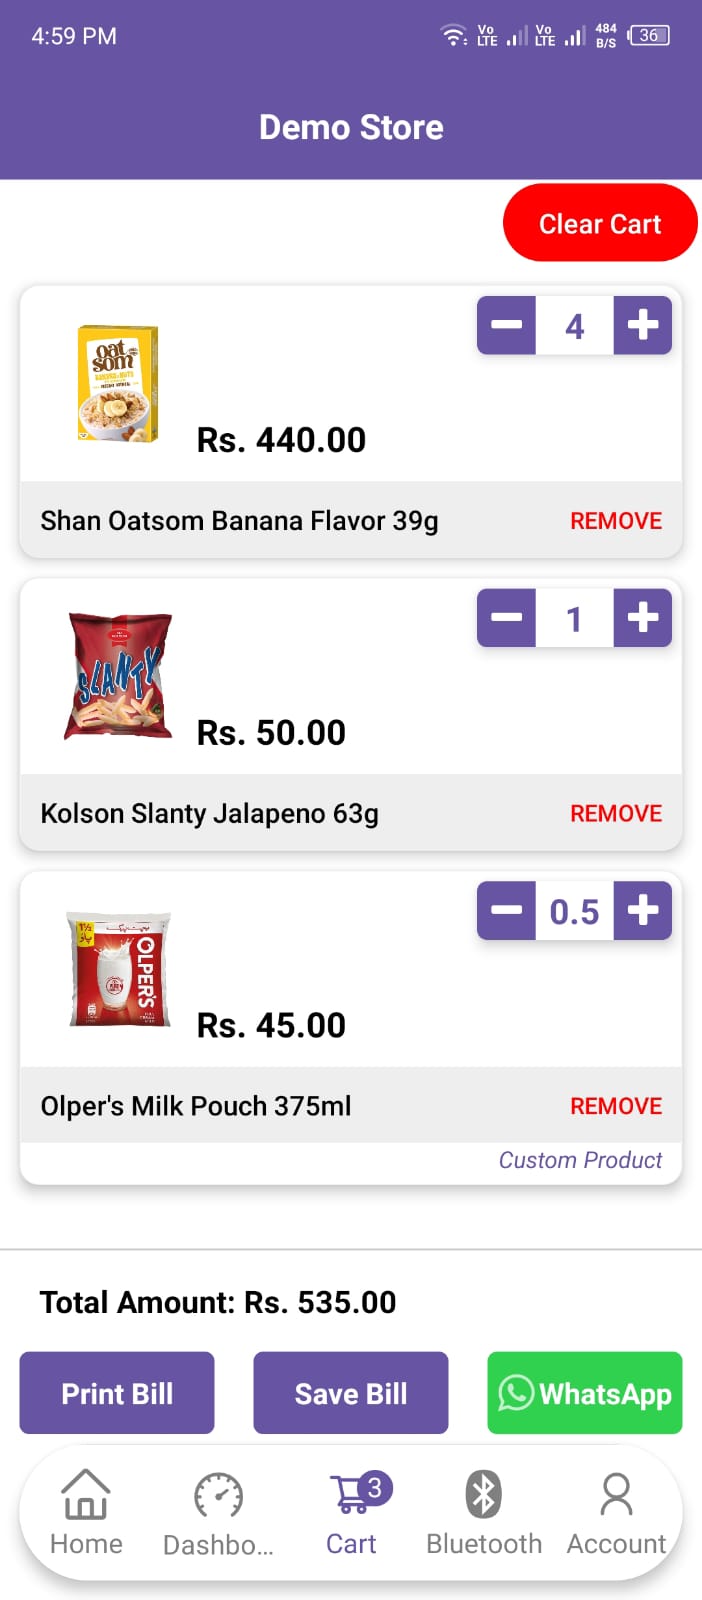 4:59 PM
Vo LTE Vo LTE 484 B/S 36
Demo Store
Clear Cart
4
oat som
Rs. 440.00
Shan Oatsom Banana Flavor 39g
REMOVE
1
SLANTY
Rs. 50.00
Kolson Slanty Jalapeno 63g
REMOVE
0.5
OLPER'S
Rs. 45.00
Olper's Milk Pouch 375ml
REMOVE
Custom Product
Total Amount: Rs. 535.00
Print Bill
Save Bill
WhatsApp
3
Home
Dashbo...
Cart
Bluetooth
Account